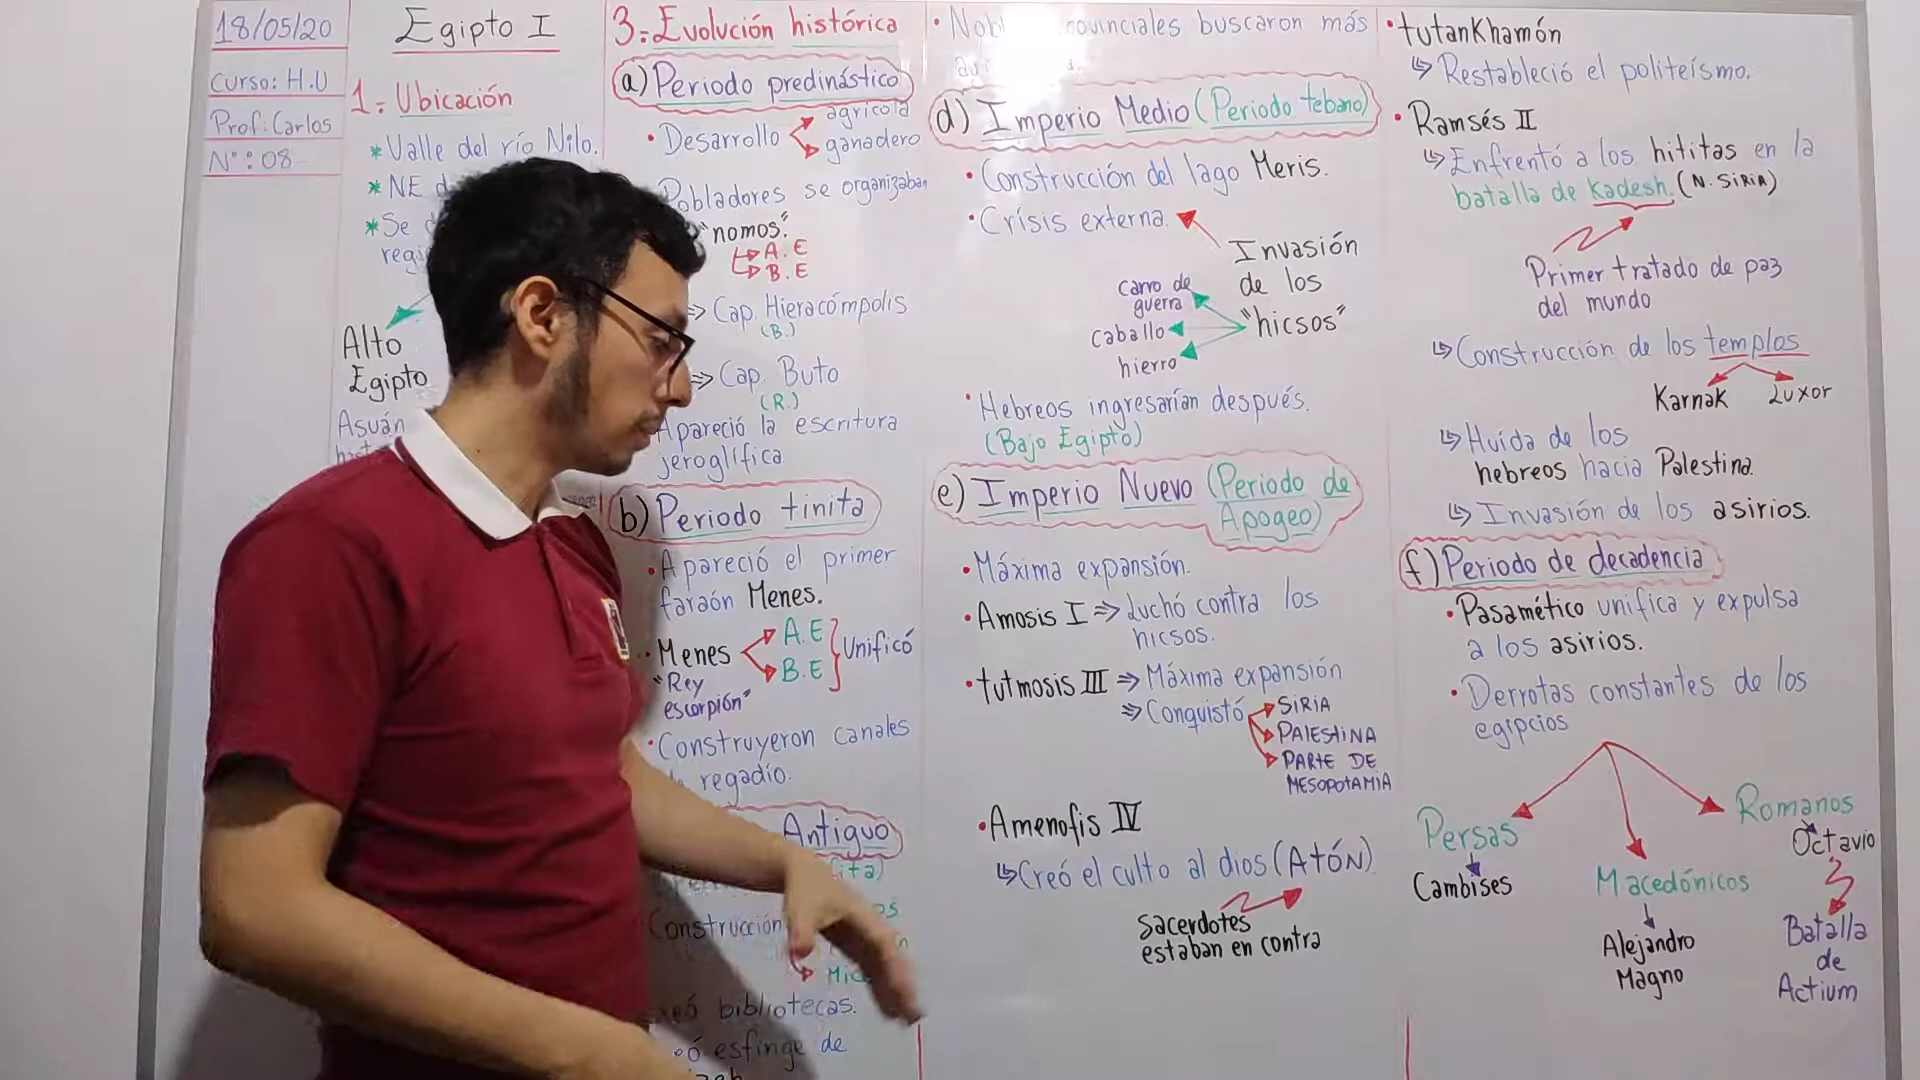 18/05/20
Curso: H.U
Prof: Carlos
N°: 08
Egipto I
1.- Ubicación
* Valle del río Nilo.
* NE
* Se
Alto
Egipto
Asuán
3.- Evolución histórica
a) Periodo predinástico
• Desarrollo
agrícola
ganadero
Pobladores se organizaban
"nomos".
A.E
B.E
⇒ Cap. Hieracómpolis
(B.)
⇒ Cap. Buto
(R.)
Apareció la escritura
jeroglífica
b) Periodo tinita
• Apareció el primer
faraón Menes.
• Menes
A.E
B.E
Unificó
"Rey
escorpión"
• Construyeron canales
regadío.
Antiguo
Construcción
bibliotecas.
esfinge de
provinciales buscaron más
d) Imperio Medio (Periodo tebano)
• Construcción del lago Meris.
• Crísis externa.
Invasión
de los
"hicsos"
carro de
guerra
caballo
hierro
• Hebreos ingresarían después.
(Bajo Egipto)
e) Imperio Nuevo (Periodo de
Apogeo)
• Máxima expansión.
• Amosis I ⇒ Luchó contra los
hicsos.
• tutmosis III ⇒ Máxima expansión
⇒ Conquistó
SIRIA
PALESTINA
PARTE DE
MESOPOTAMIA
• Amenofis IV
↳ Creó el culto al dios (ATÓN)
sacerdotes
estaban en contra
• tutanKhamón
↳ Restableció el politeísmo.
• Ramsés II
↳ Enfrentó a los hititas en la
batalla de Kadesh. (N. SIRIA)
Primer tratado de paz
del mundo
↳ Construcción de los templos
Karnak
Luxor
↳ Huída de los
hebreos hacia Palestina.
↳ Invasión de los asirios.
f) Periodo de decadencia
• Pasamético unifica y expulsa
a los asirios.
• Derrotas constantes de los
egipcios
Persas
Cambises
Macedónicos
Alejandro
Magno
Romanos
Octavio
Batalla
de
Actium